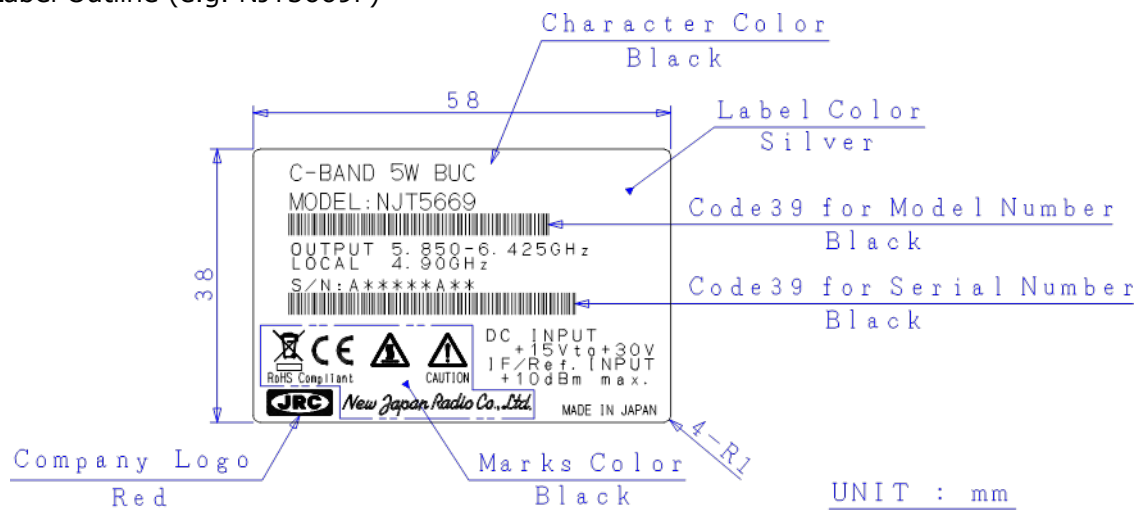 Label Outline (e.g. NJT5669F)
Character Color
Black
58
Label Color
Silver
C-BAND 5W BUC
MODEL:NJT5669
Code39 for Model Number
Black
OUTPUT 5.850-6.425GHz
LOCAL 4.90GHz
38
S/N:A*****A**
Code39 for Serial Number
Black
DC INPUT
+15Vto+30V
IF/Ref. INPUT
+10dBm max.
RoHS Compliant
CE
CAUTION
JRC New Japan Radio Co., Ltd.
MADE IN JAPAN
4-R1
Company Logo
Red
Marks Color
Black
UNIT : mm